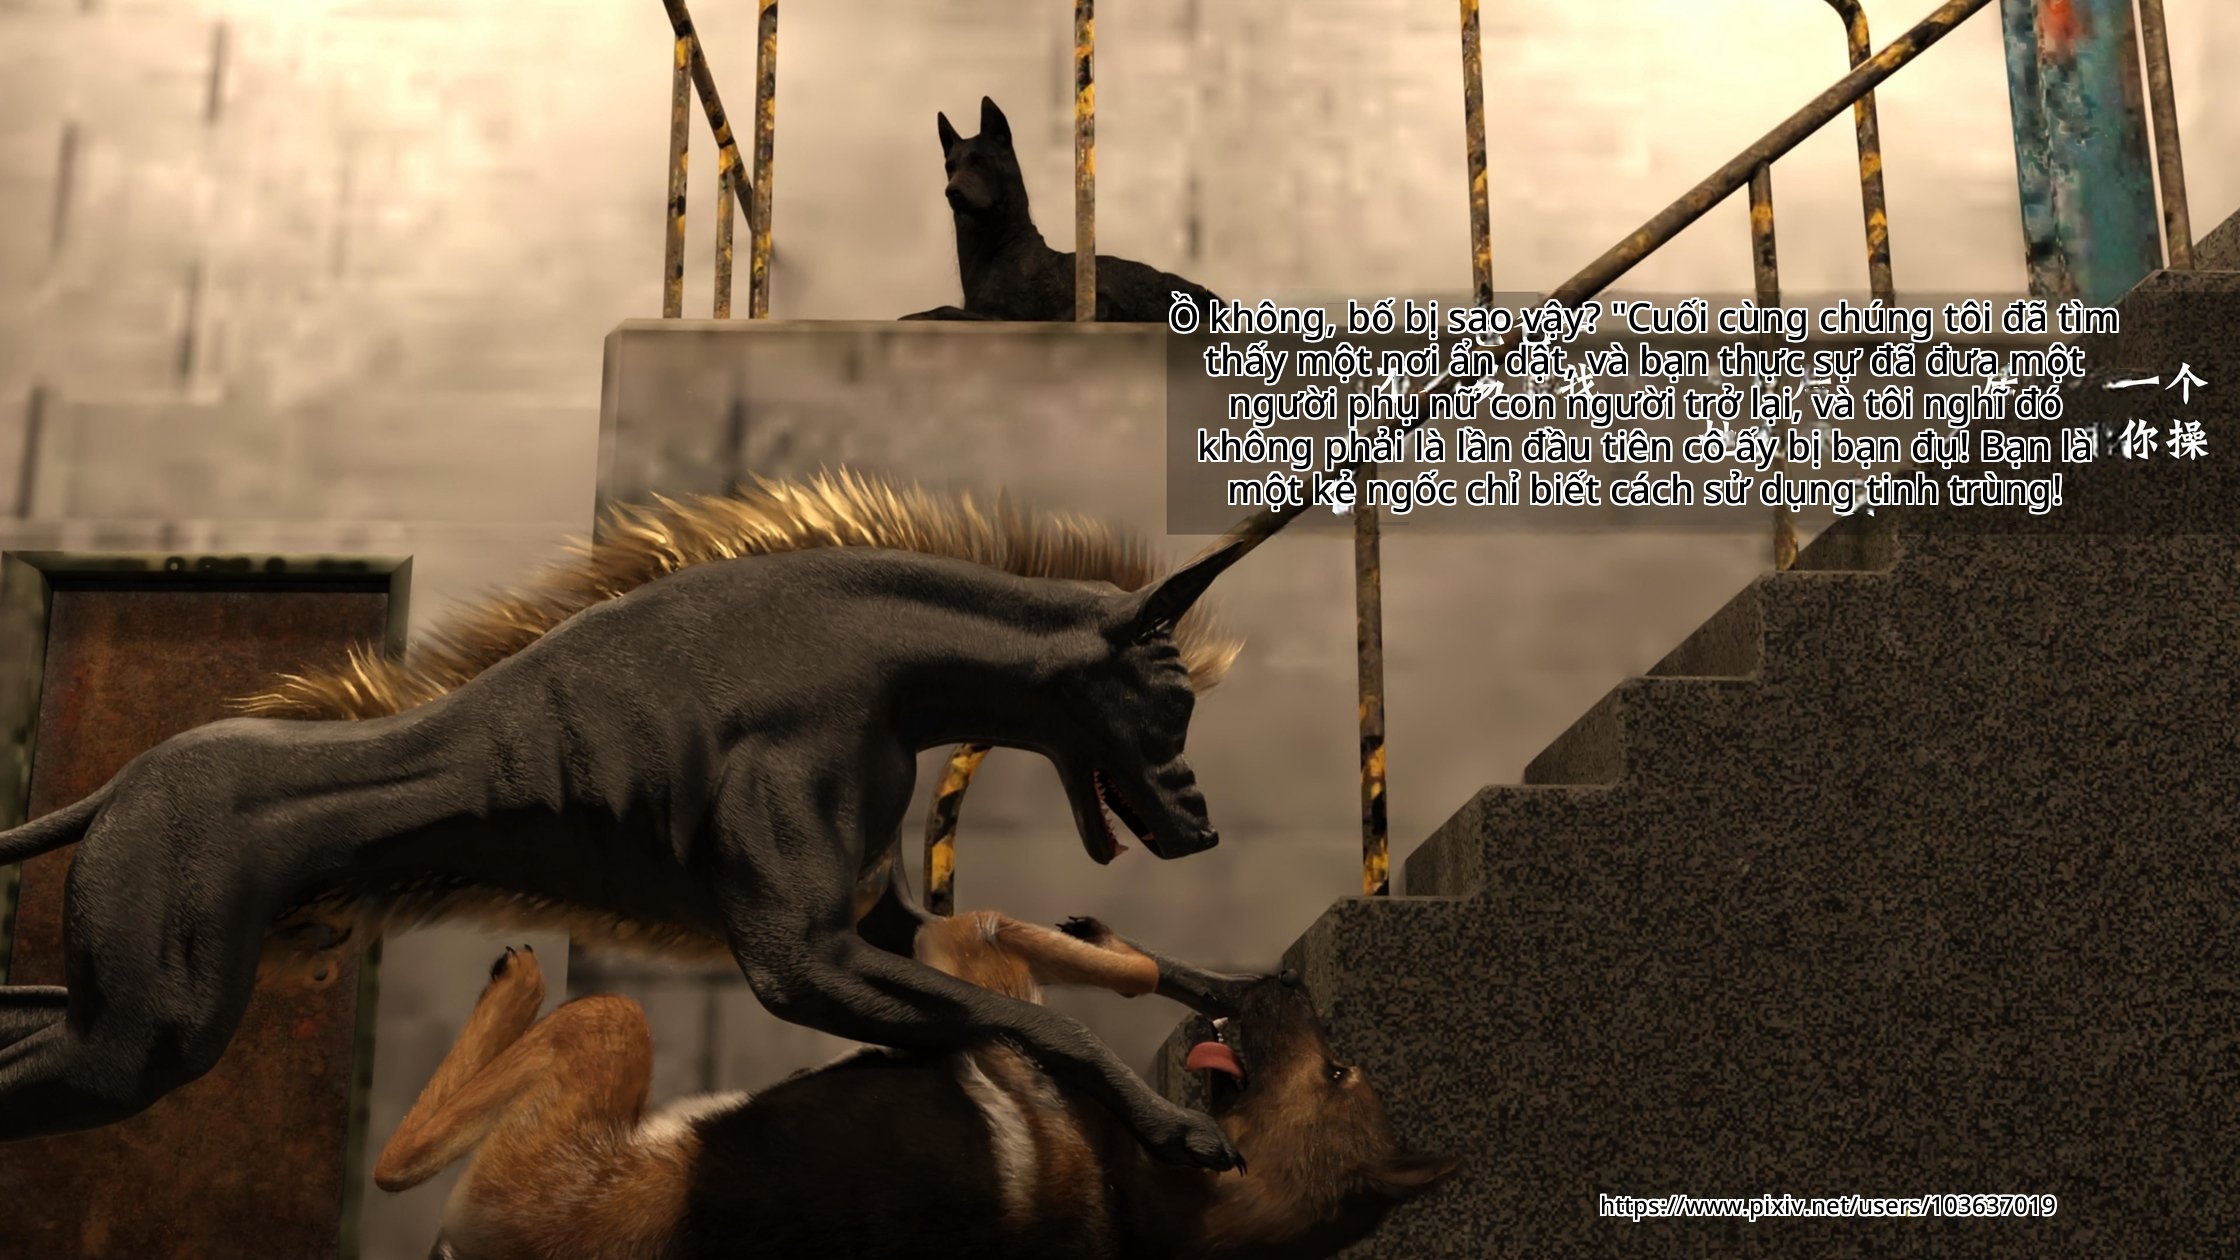 Ồ không, bố bị sao vậy? "Cuối cùng chúng tôi đã tìm
thấy một nơi ẩn dật, và bạn thực sự đã đưa một
người phụ nữ con người trở lại, và tôi nghĩ đó
không phải là lần đầu tiên cô ấy bị bạn đụ! Bạn là
một kẻ ngốc chỉ biết cách sử dụng tinh trùng!
一个
你操
https://www.pixiv.net/users/103637019